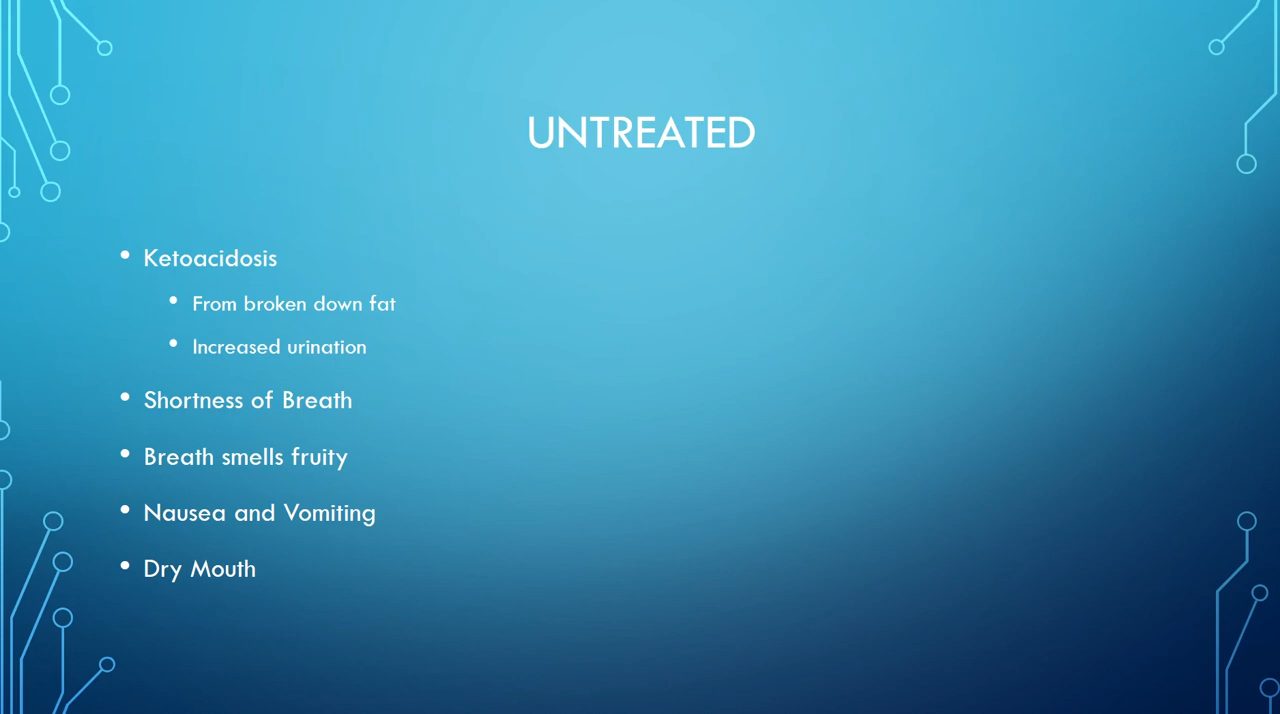 UNTREATED
• Ketoacidosis
• From broken down fat
• Increased urination
• Shortness of Breath
• Breath smells fruity
• Nausea and Vomiting
• Dry Mouth